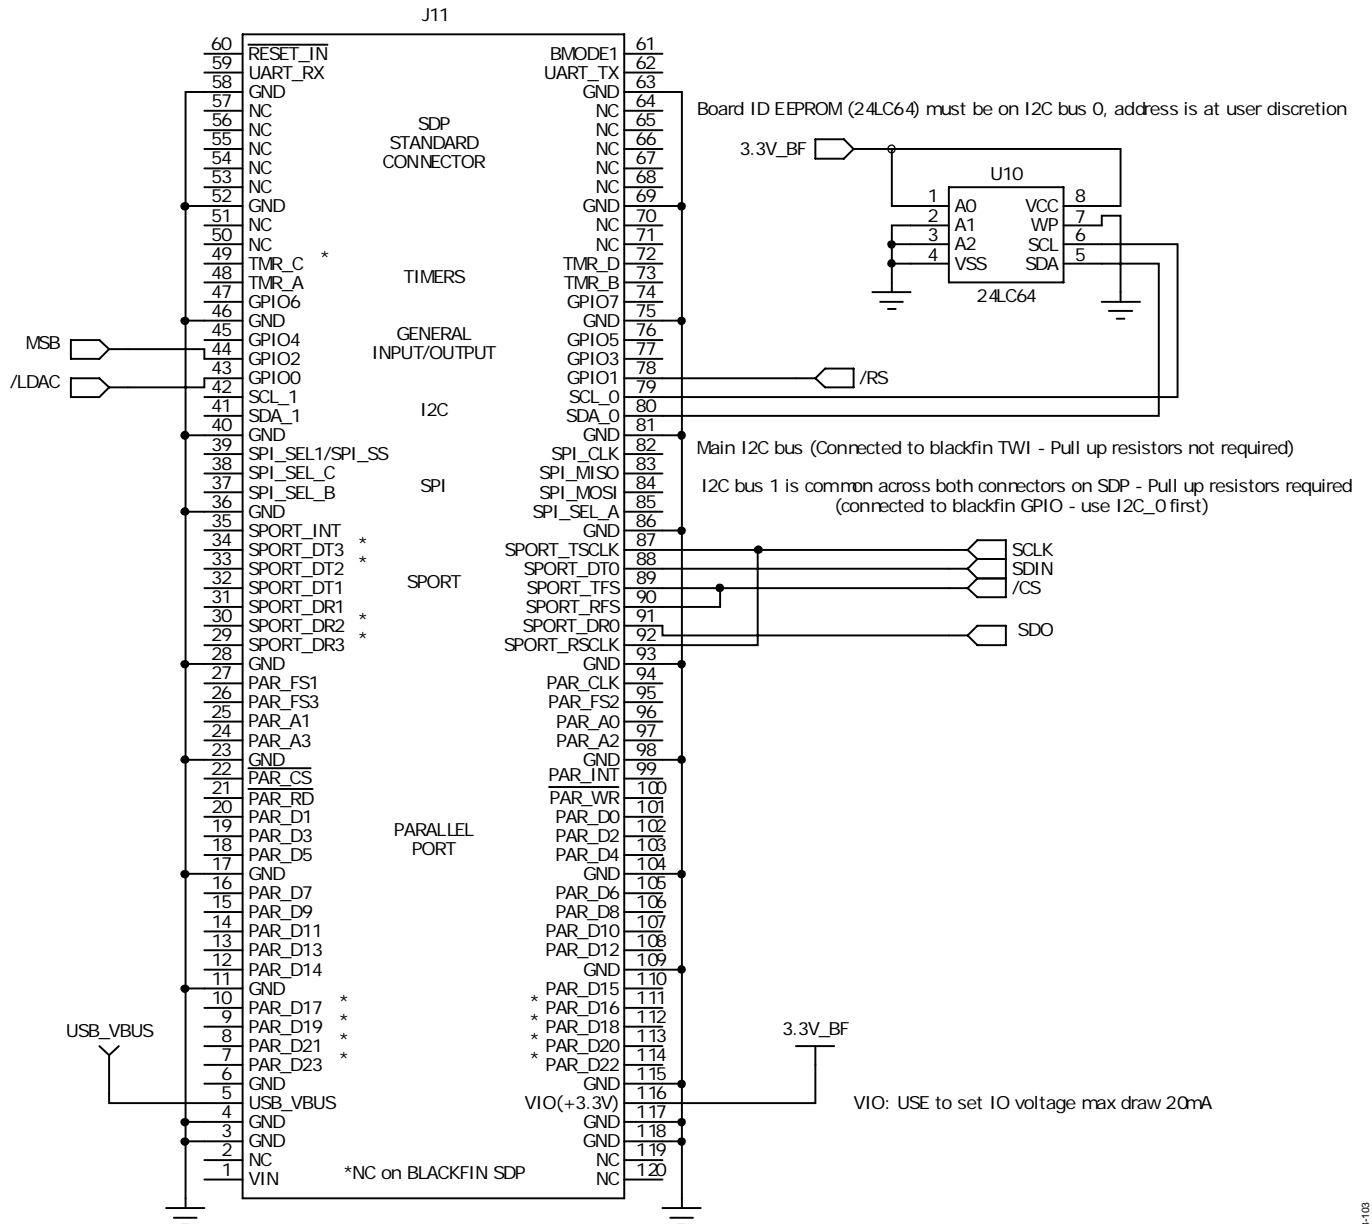 J11
60 RESET_IN BMODE1 61
59 UART_RX UART_TX 62
58 GND GND 63
57 NC NC 64
Board ID EEPROM (24LC64) must be on I2C bus 0, address is at user discretion
56 NC SDP NC 65
55 NC STANDARD NC 66
3.3V_BF
54 NC CONNECTOR NC 67
53 NC NC 68
U10
52 GND GND 69
1 A0 VCC 8
51 NC NC 70
2 A1 WP 7
50 NC NC 71
3 A2 SCL 6
49 TMR_C * TMR_D 72
4 VSS SDA 5
48 TMR_A TIMERS TMR_B 73
24LC64
47 GPIO6 GPIO7 74
46 GND GND 75
45 GPIO4 GENERAL GPIO5 76
MSB
44 GPIO2 INPUT/OUTPUT GPIO3 77
43 GPIO0 GPIO1 78
/LDAC
/RS
42 SCL_1 SCL_0 79
41 SDA_1 I2C SDA_0 80
40 GND GND 81
39 SPI_SEL1/SPI_SS SPI_CLK 82
Main I2C bus (Connected to blackfin TWI - Pull up resistors not required)
38 SPI_SEL_C SPI_MISO 83
37 SPI_SEL_B SPI SPI_MOSI 84
I2C bus 1 is common across both connectors on SDP - Pull up resistors required
36 GND SPI_SEL_A 85
(connected to blackfin GPIO - use I2C_0 first)
35 SPORT_INT GND 86
34 SPORT_DT3 * SPORT_TSCLK 87
SCLK
33 SPORT_DT2 * SPORT_DT0 88
SDIN
32 SPORT_DT1 SPORT SPORT_TFS 89
/CS
31 SPORT_DR1 SPORT_RFS 90
30 SPORT_DR2 * SPORT_DR0 91
SDO
29 SPORT_DR3 * SPORT_RSCLK 92
28 GND GND 93
27 PAR_FS1 PAR_CLK 94
26 PAR_FS3 PAR_FS2 95
25 PAR_A1 PAR_A0 96
24 PAR_A3 PAR_A2 97
23 GND GND 98
22 PAR_CS PAR_INT 99
21 PAR_RD PAR_WR 100
20 PAR_D1 PAR_D0 101
19 PAR_D3 PARALLEL PAR_D2 102
18 PAR_D5 PORT PAR_D4 103
17 GND GND 104
16 PAR_D7 PAR_D6 105
15 PAR_D9 PAR_D8 106
14 PAR_D11 PAR_D10 107
13 PAR_D13 PAR_D12 108
12 PAR_D14 GND 109
11 GND PAR_D15 110
10 PAR_D17 * * PAR_D16 111
9 PAR_D19 * * PAR_D18 112
USB_VBUS
3.3V_BF
8 PAR_D21 * * PAR_D20 113
7 PAR_D23 * * PAR_D22 114
6 GND GND 115
5 USB_VBUS VIO(+3.3V) 116
VIO: USE to set IO voltage max draw 20mA
4 GND GND 117
3 GND GND 118
2 NC NC 119
1 VIN *NC on BLACKFIN SDP NC 120